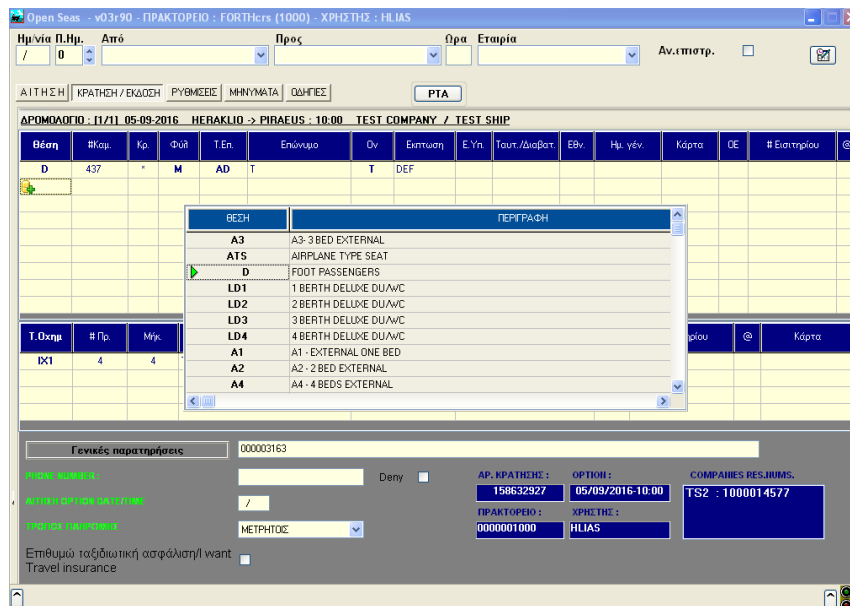 Open Seas - v03r90 - ΠΡΑΚΤΟΡΕΙΟ : FORTHcrs (1000) - ΧΡΗΣΤΗΣ : HLIAS
Ημ/νία Π.Ημ. Από Προς Ωρα Εταιρία
/ 0 Αν.επιστρ.
ΑΙΤΗΣΗ ΚΡΑΤΗΣΗ / ΕΚΔΟΣΗ ΡΥΘΜΙΣΕΙΣ ΜΗΝΥΜΑΤΑ ΟΔΗΓΙΕΣ PTA
ΔΡΟΜΟΛΟΓΙΟ : [1/1] 05-09-2016 HERAKLIO -> PIRAEUS : 10:00 TEST COMPANY / TEST SHIP
Θέση #Καμ. Κρ. Φύλ Τ.Επ. Επώνυμο Ον Εκπτωση Ε.Υπ. Ταυτ./Διαβατ. Εθν. Ημ. γέν. Κάρτα ΟΕ # Εισιτηρίου @
D 437 * M AD T T DEF
ΘΕΣΗ ΠΕΡΙΓΡΑΦΗ
A3 A3- 3 BED EXTERNAL
ATS AIRPLANE TYPE SEAT
D FOOT PASSENGERS
LD1 1 BERTH DELUXE DU/WC
LD2 2 BERTH DELUXE DU/WC
LD3 3 BERTH DELUXE DU/WC
LD4 4 BERTH DELUXE DU/WC
A1 A1 - EXTERNAL ONE BED
A2 A2 - 2 BED EXTERNAL
A4 A4 - 4 BEDS EXTERNAL
Τ.Οχημ # Πρ. Μήκ. @ Κάρτα
IX1 4 4
Γενικές παρατηρήσεις 000003163
PHONE NUMBER : Deny
ΑΡ. ΚΡΑΤΗΣΗΣ : OPTION : COMPANIES RES.NUMS.
158632927 05/09/2016-10:00 TS2 : 1000014577
/
ΠΡΑΚΤΟΡΕΙΟ : ΧΡΗΣΤΗΣ :
ΜΕΤΡΗΤΟΙΣ 0000001000 HLIAS
Επιθυμώ ταξιδιωτική ασφάλιση/I want
Travel insurance